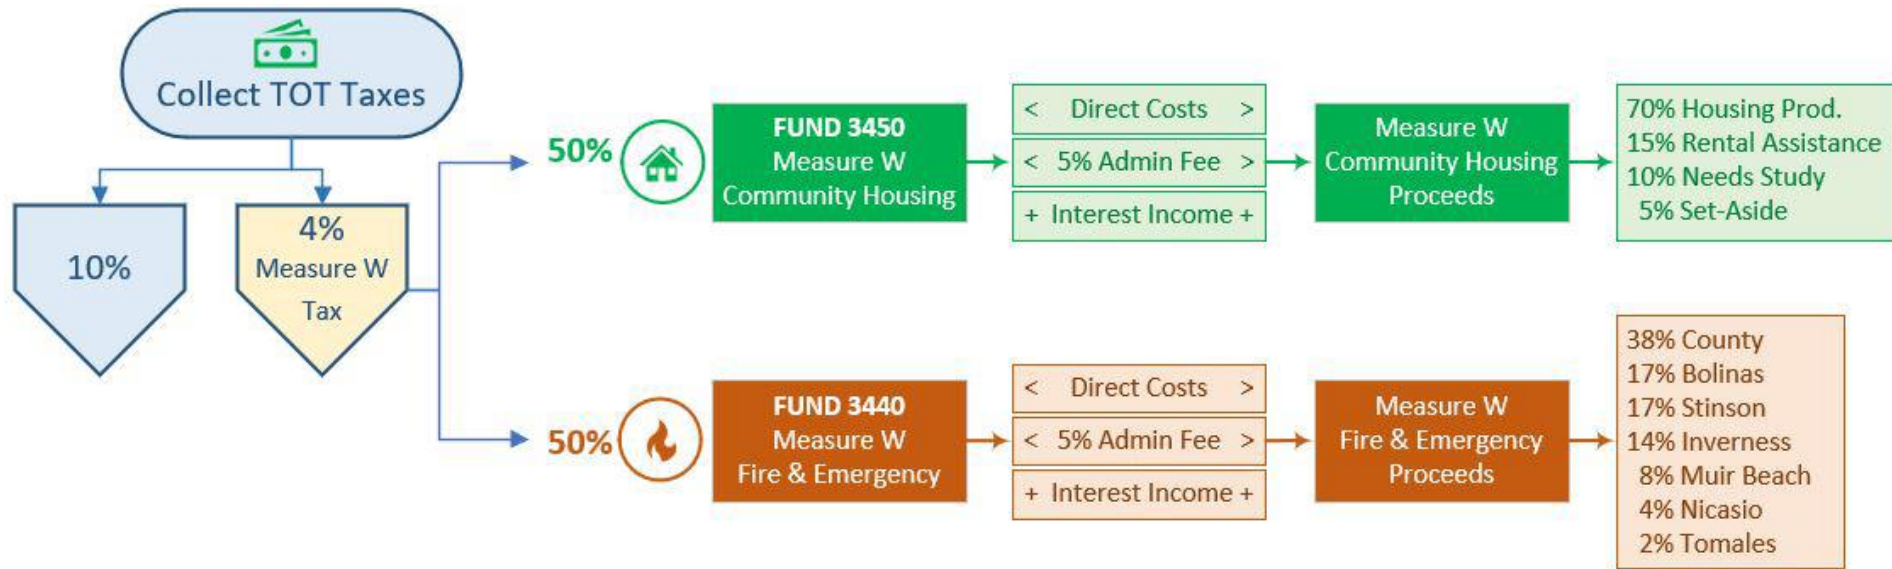 Collect TOT Taxes
10%
4%
Measure W
Tax
50%
FUND 3450
Measure W
Community Housing
< Direct Costs >
< 5% Admin Fee >
+ Interest Income +
Measure W
Community Housing
Proceeds
70% Housing Prod.
15% Rental Assistance
10% Needs Study
5% Set-Aside
50%
FUND 3440
Measure W
Fire & Emergency
< Direct Costs >
< 5% Admin Fee >
+ Interest Income +
Measure W
Fire & Emergency
Proceeds
38% County
17% Bolinas
17% Stinson
14% Inverness
8% Muir Beach
4% Nicasio
2% Tomales